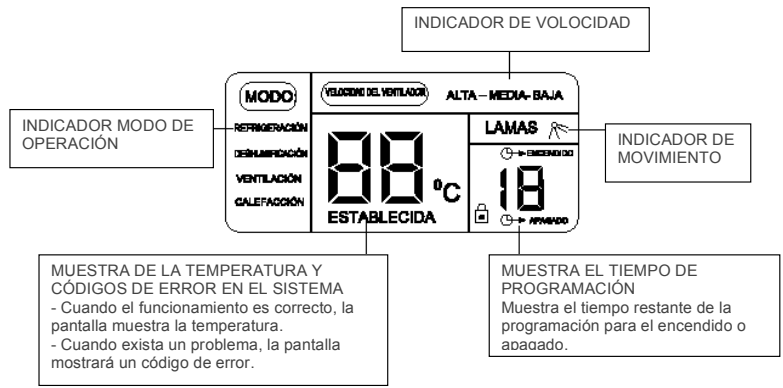 INDICADOR DE VOLOCIDAD
MODO
VELOCIDAD DEL VENTILADOR
ALTA – MEDIA- BAJA
INDICADOR MODO DE
OPERACIÓN
REFRIGERACIÓN
DESHUMIFICACIÓN
VENTILACIÓN
CALEFACCIÓN
88 °C
ESTABLECIDA
LAMAS
ENCENDIDO
18
APAGADO
INDICADOR DE
MOVIMIENTO
MUESTRA DE LA TEMPERATURA Y
CÓDIGOS DE ERROR EN EL SISTEMA
- Cuando el funcionamiento es correcto, la
pantalla muestra la temperatura.
- Cuando exista un problema, la pantalla
mostrará un código de error.
MUESTRA EL TIEMPO DE
PROGRAMACIÓN
Muestra el tiempo restante de la
programación para el encendido o
apagado.